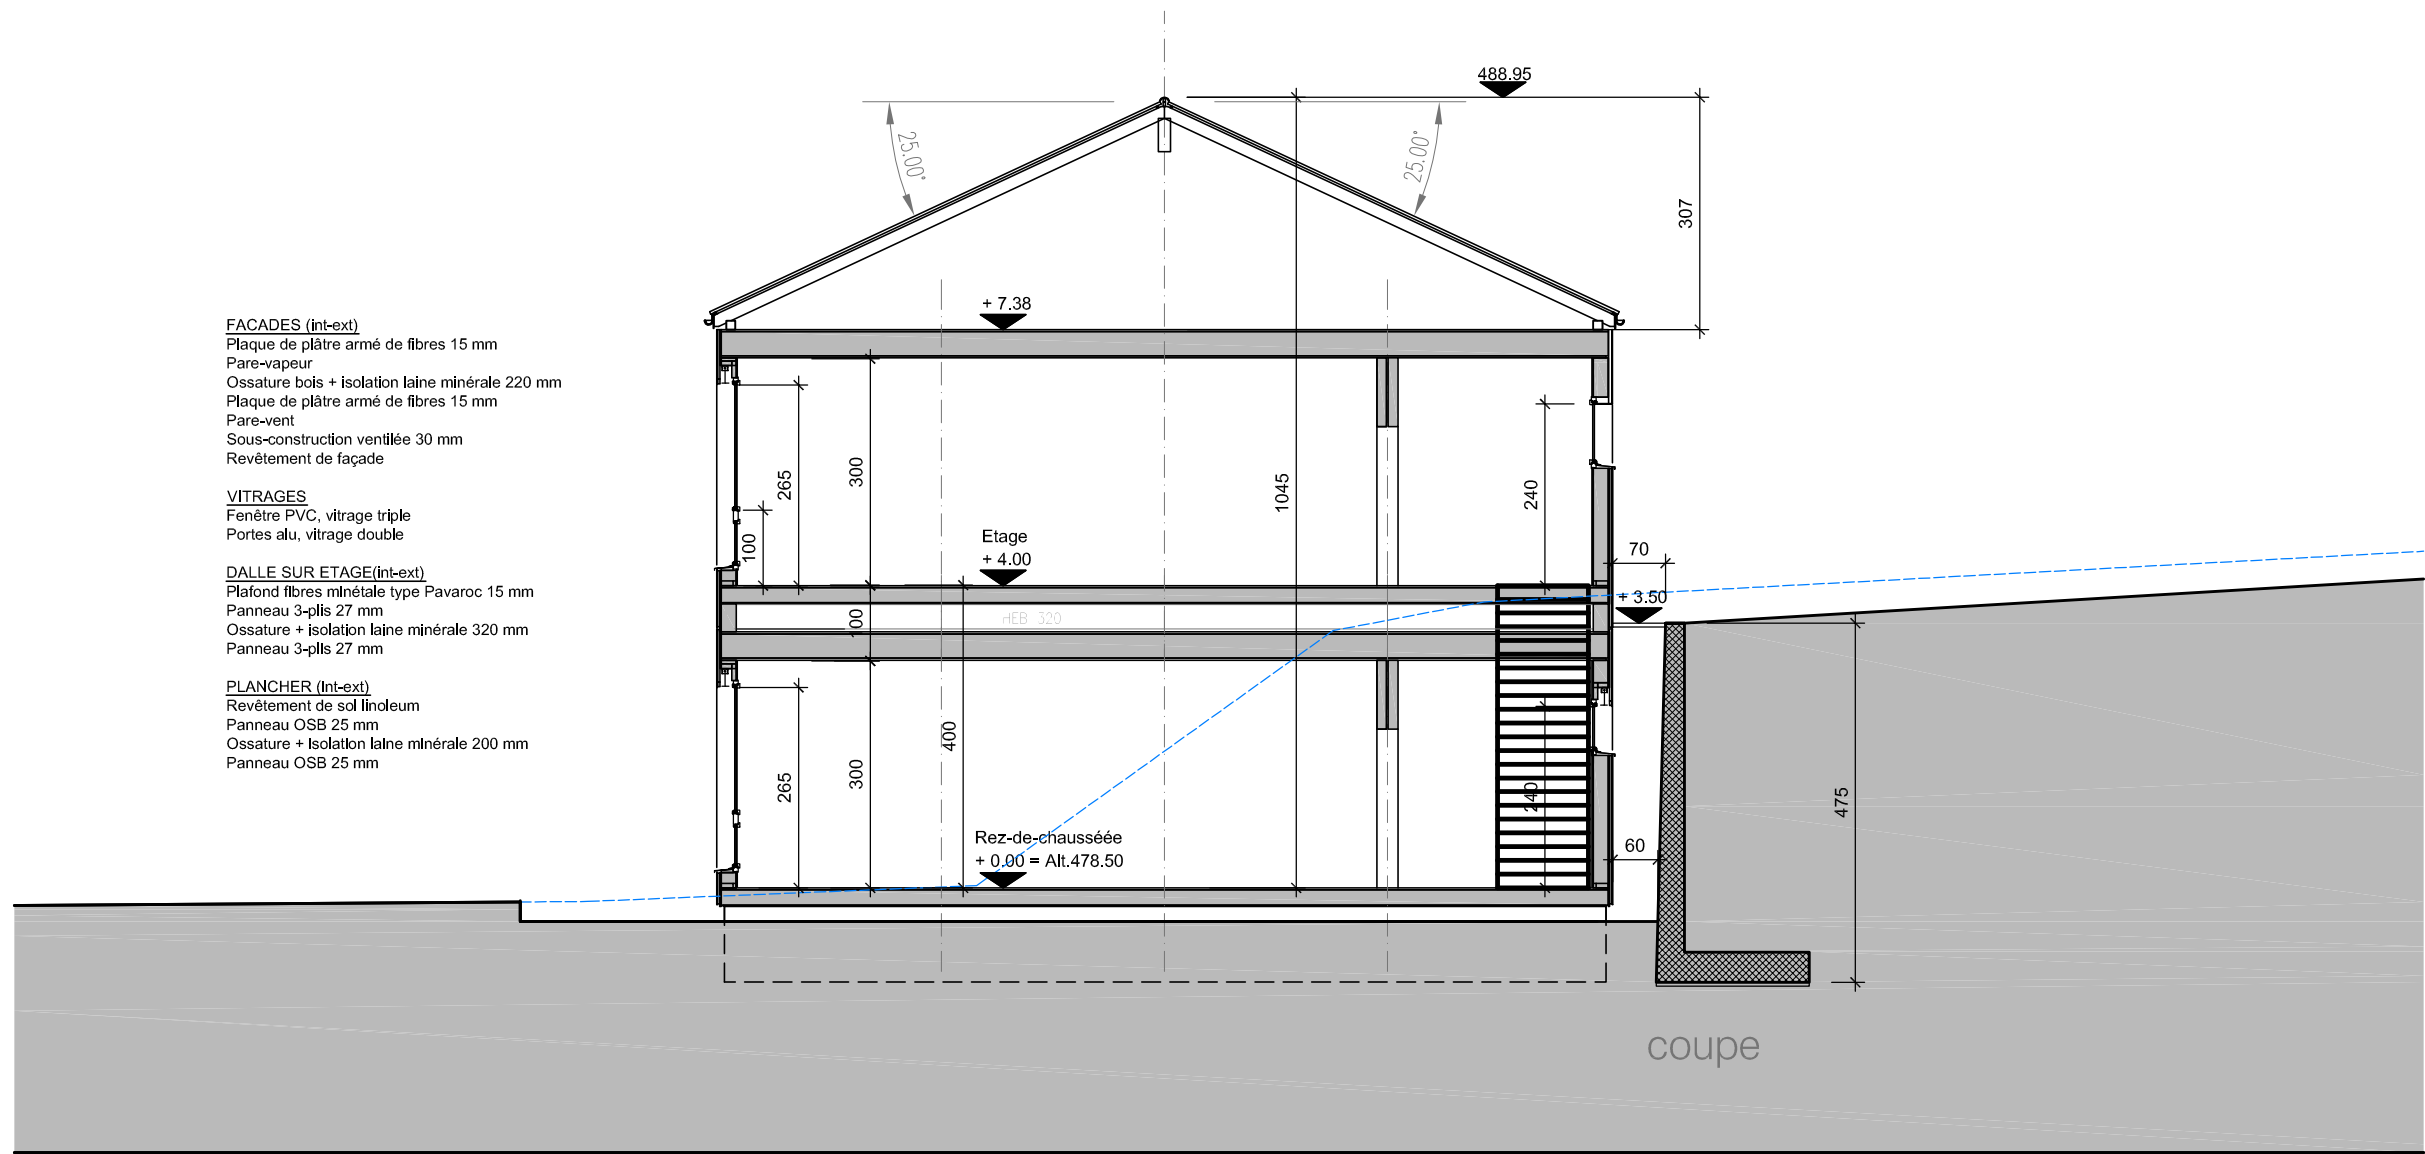 488.95
25.00°
25.00°
307
+ 7.38
FACADES (int-ext)
Plaque de plâtre armé de fibres 15 mm
Pare-vapeur
Ossature bois + isolation laine minérale 220 mm
Plaque de plâtre armé de fibres 15 mm
Pare-vent
Sous-construction ventilée 30 mm
Revêtement de façade
VITRAGES
Fenêtre PVC, vitrage triple
Portes alu, vitrage double
DALLE SUR ETAGE(int-ext)
Plafond fibres minétale type Pavaroc 15 mm
Panneau 3-plis 27 mm
Ossature + isolation laine minérale 320 mm
Panneau 3-plis 27 mm
PLANCHER (int-ext)
Revêtement de sol linoleum
Panneau OSB 25 mm
Ossature + isolation laine minérale 200 mm
Panneau OSB 25 mm
265
300
1045
240
100
Etage
+ 4.00
70
+ 3.50
100
HEB 320
400
265
300
240
475
Rez-de-chausséée
+ 0.00 = Alt.478.50
60
coupe